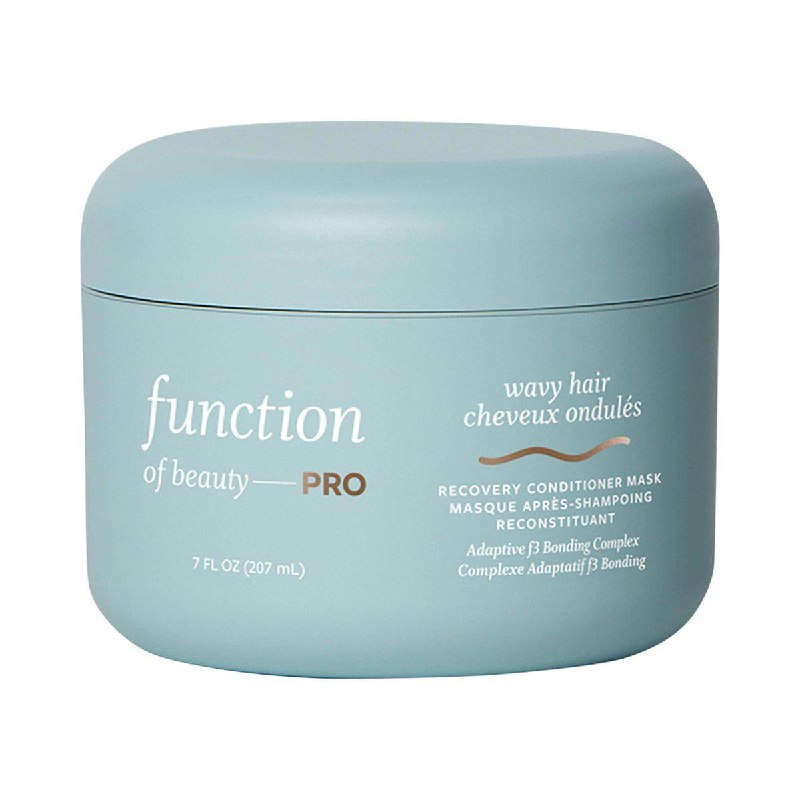 function
of beauty—PRO
7 FL OZ (207 mL)
wavy hair
cheveux ondulés
RECOVERY CONDITIONER MASK
MASQUE APRÈS-SHAMPOING
RECONSTITUANT
Adaptive f3 Bonding Complex
Complexe Adaptatif f3 Bonding